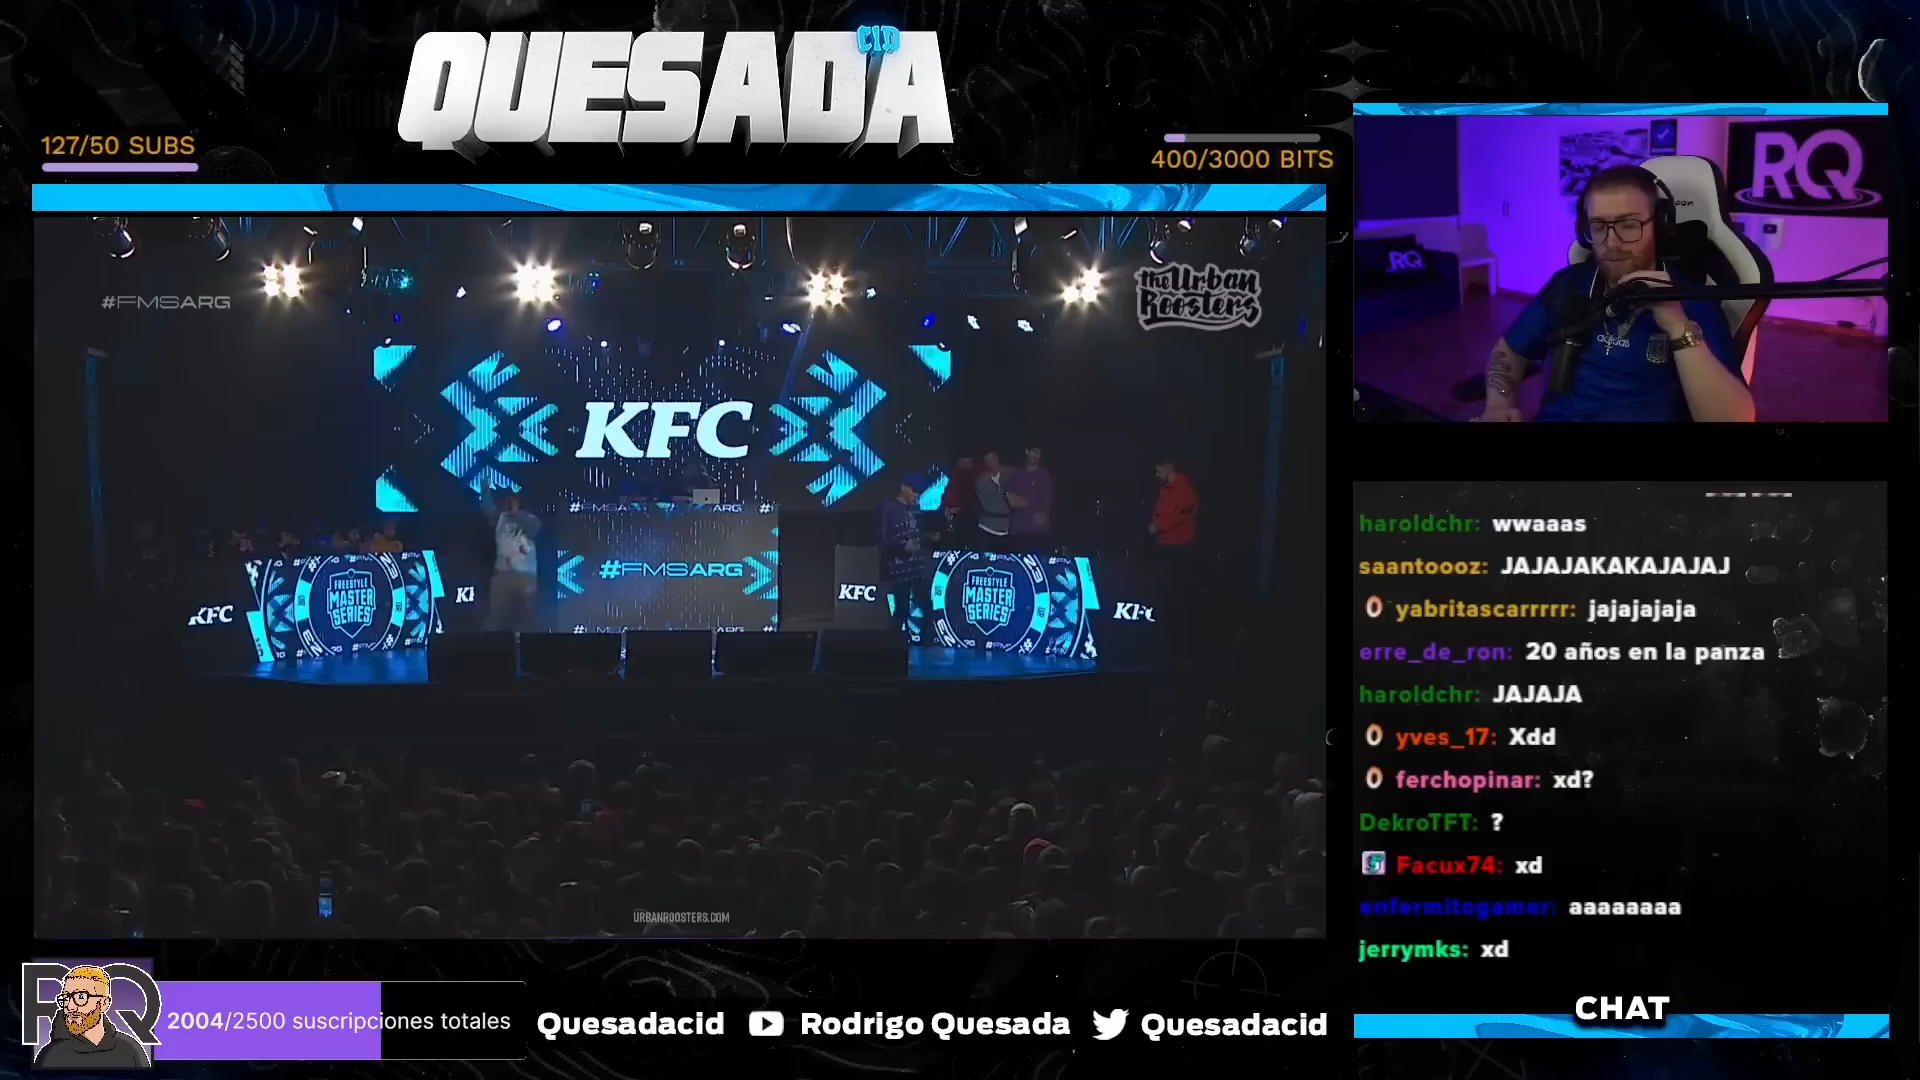 QUESADA
CID
127/50 SUBS
400/3000 BITS
#FMSARG
the Urban
Roosters
RQ
RQ
adidas
KFC
#FMSARG
KFC
KFC
FREESTYLE
MASTER
SERIES
FREESTYLE
MASTER
SERIES
URBANROOSTERS.COM
haroldchr: wwaaas
saantoooz: JAJAJAKAKAJAJAJ
yabritascarrrrr: jajajajaja
erre_de_ron: 20 años en la panza
haroldchr: JAJAJA
yves_17: Xdd
ferchopinar: xd?
DekroTFT: ?
Facux74: xd
enfermitogamer: aaaaaaaa
jerrymks: xd
CHAT
2004/2500 suscripciones totales
Quesadacid
Rodrigo Quesada
Quesadacid